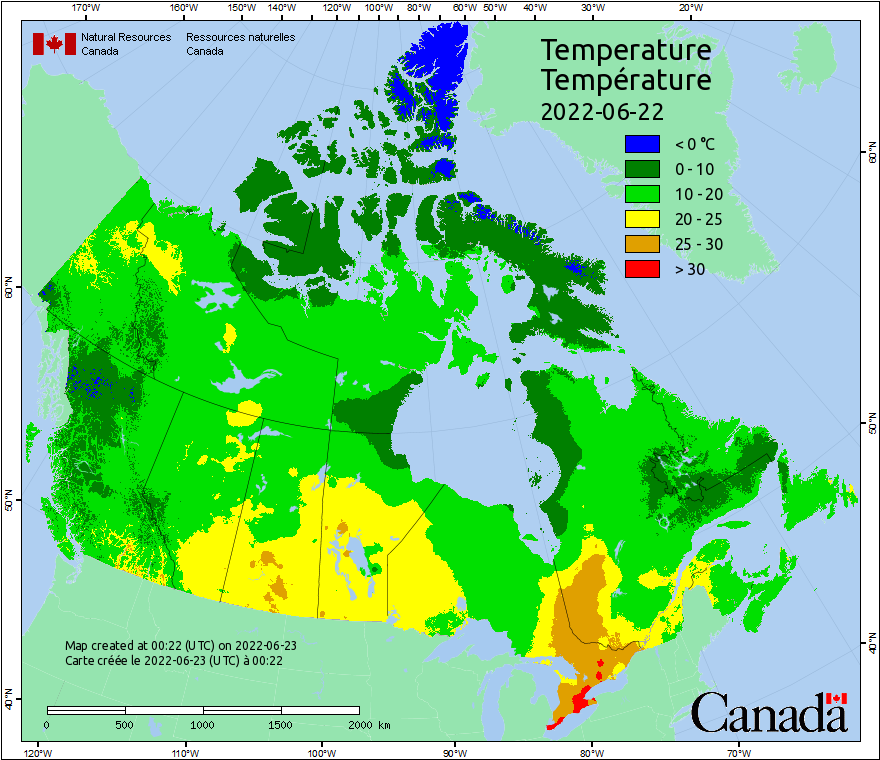 170°W 160°W 150°W 140°W 130°W 120°W 110°W 100°W 90°W 80°W 70°W 60°W 50°W 40°W 30°W 20°W
Natural Resources Canada
Ressources naturelles Canada
Temperature
Température
2022-06-22
< 0 °C
0 - 10
10 - 20
20 - 25
25 - 30
> 30
60°N
60°N
50°N
50°N
40°N
40°N
Map created at 00:22 (UTC) on 2022-06-23
Carte créée le 2022-06-23 (UTC) à 00:22
0 500 1000 1500 2000 km
Canada
120°W 110°W 100°W 90°W 80°W 70°W